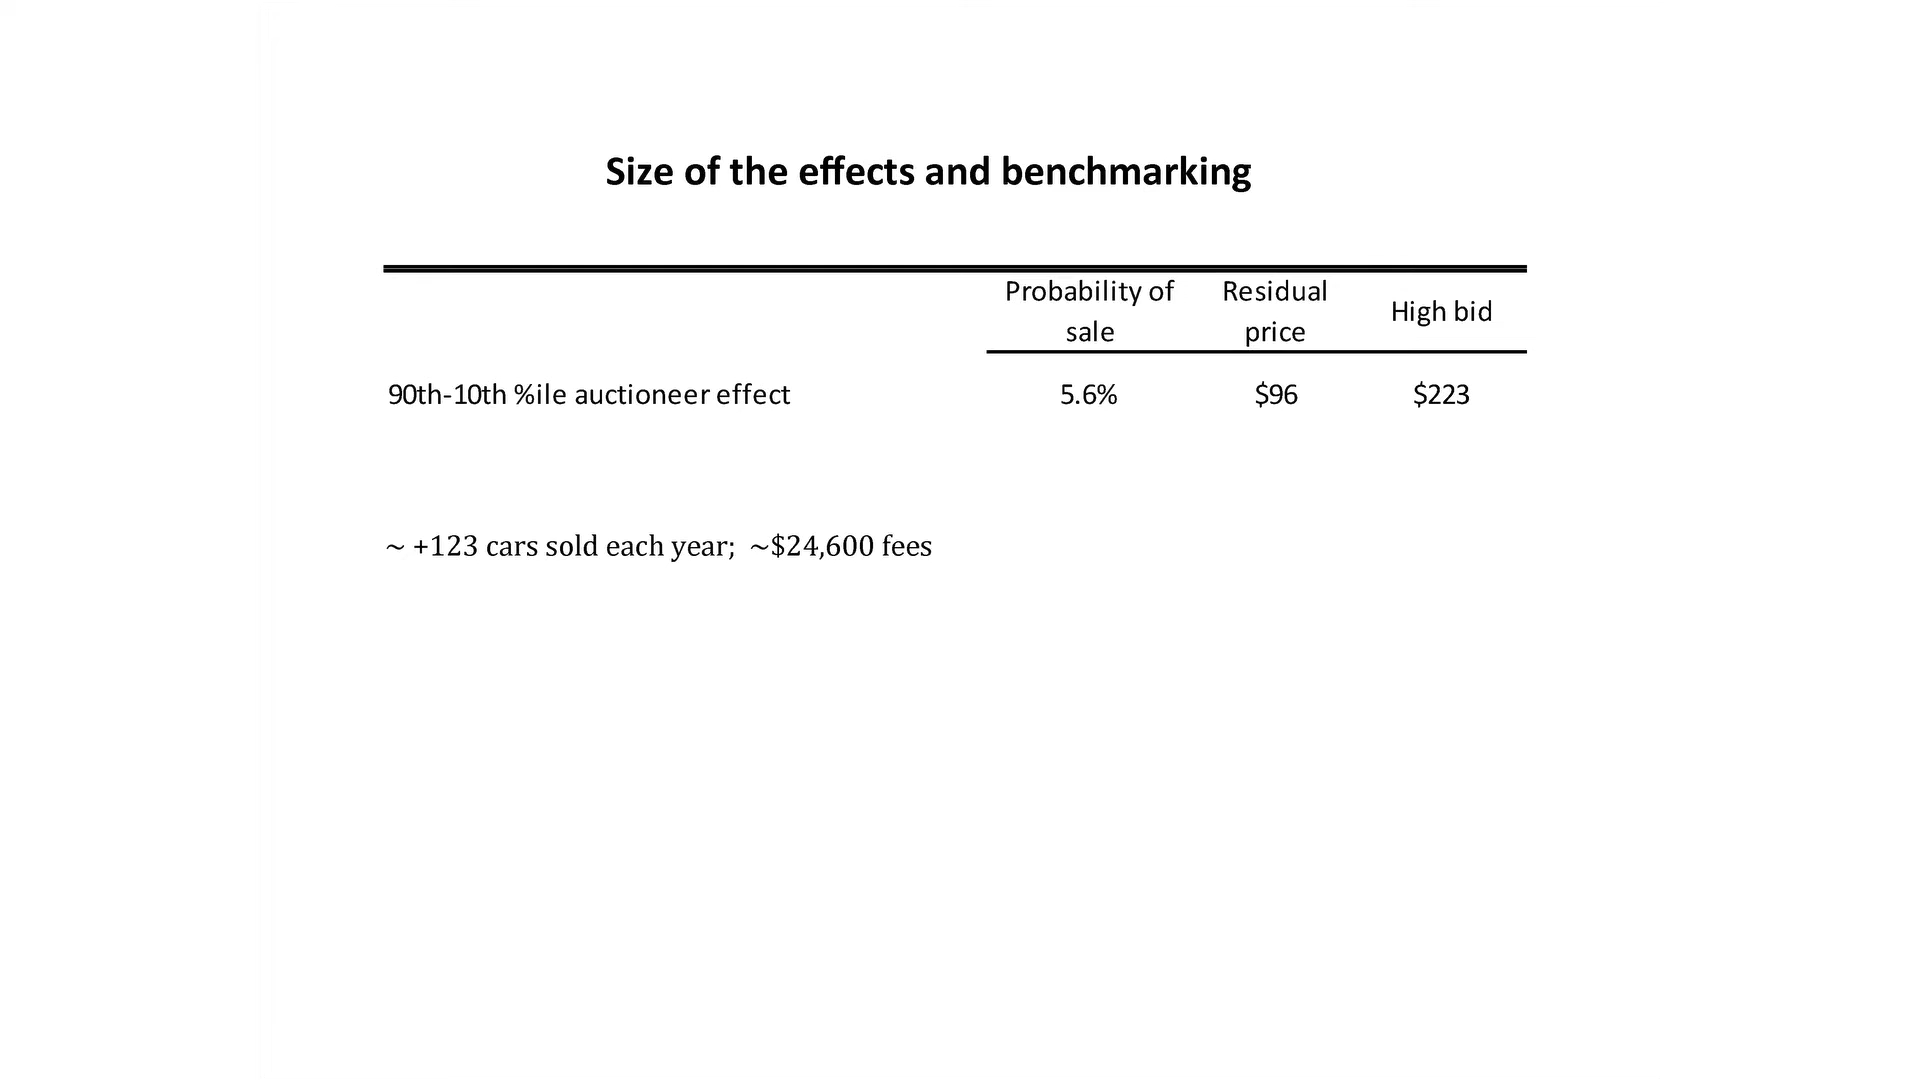 Size of the effects and benchmarking
Probability of sale
Residual price
High bid
90th-10th %ile auctioneer effect 5.6% $96 $223
~ +123 cars sold each year; ~$24,600 fees